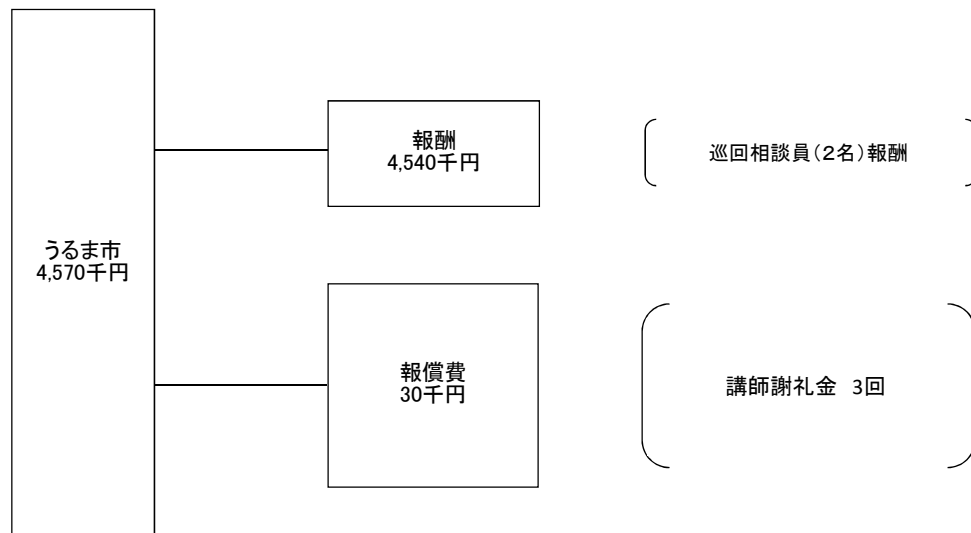 うるま市
4,570千円
報酬
4,540千円
巡回相談員(2名)報酬
報償費
30千円
講師謝礼金 3回